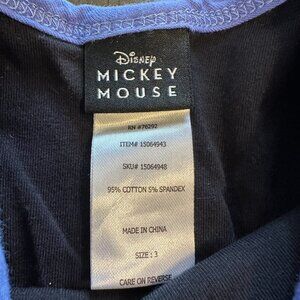 Disney
MICKEY
MOUSE
RN #76292
ITEM# 15064943
SKU# 15064948
95% COTTON 5% SPANDEX
MADE IN CHINA
SIZE : 3
CARE ON REVERSE